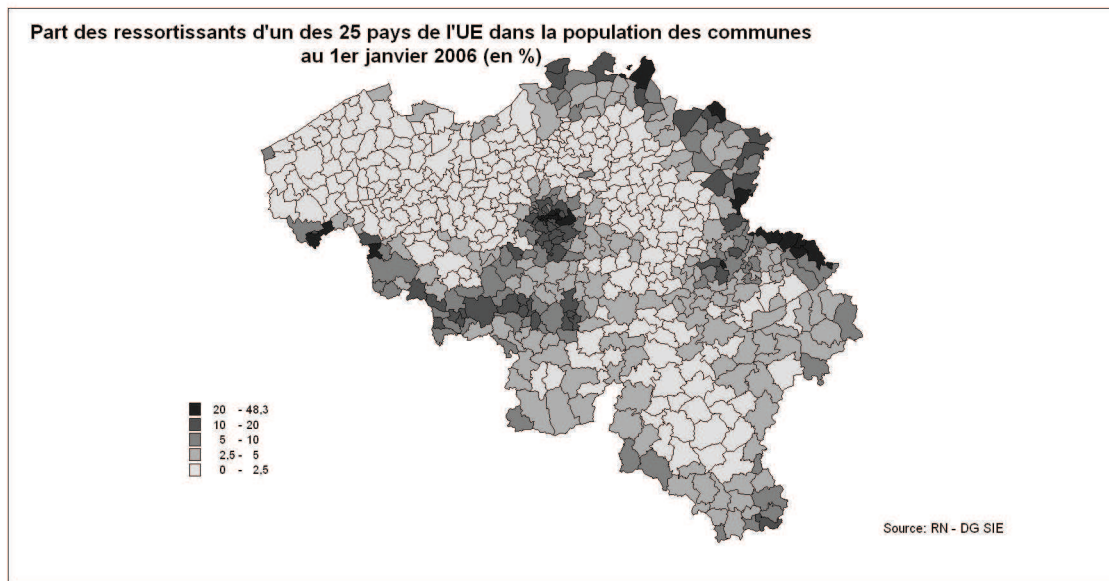 Part des ressortissants d'un des 25 pays de l'UE dans la population des communes
au 1er janvier 2006 (en %)
20 - 48,3
10 - 20
5 - 10
2,5 - 5
0 - 2,5
Source: RN - DG SIE